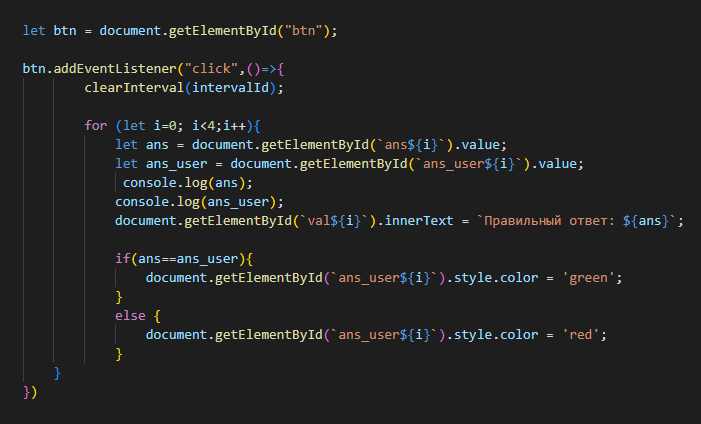 let btn = document.getElementById("btn");
btn.addEventListener("click",()=>{
clearInterval(intervalId);
for (let i=0; i<4;i++){
let ans = document.getElementById(`ans${i}`).value;
let ans_user = document.getElementById(`ans_user${i}`).value;
console.log(ans);
console.log(ans_user);
document.getElementById(`val${i}`).innerText = `Правильный ответ: ${ans}`;
if(ans==ans_user){
document.getElementById(`ans_user${i}`).style.color = 'green';
}
else {
document.getElementById(`ans_user${i}`).style.color = 'red';
}
}
})